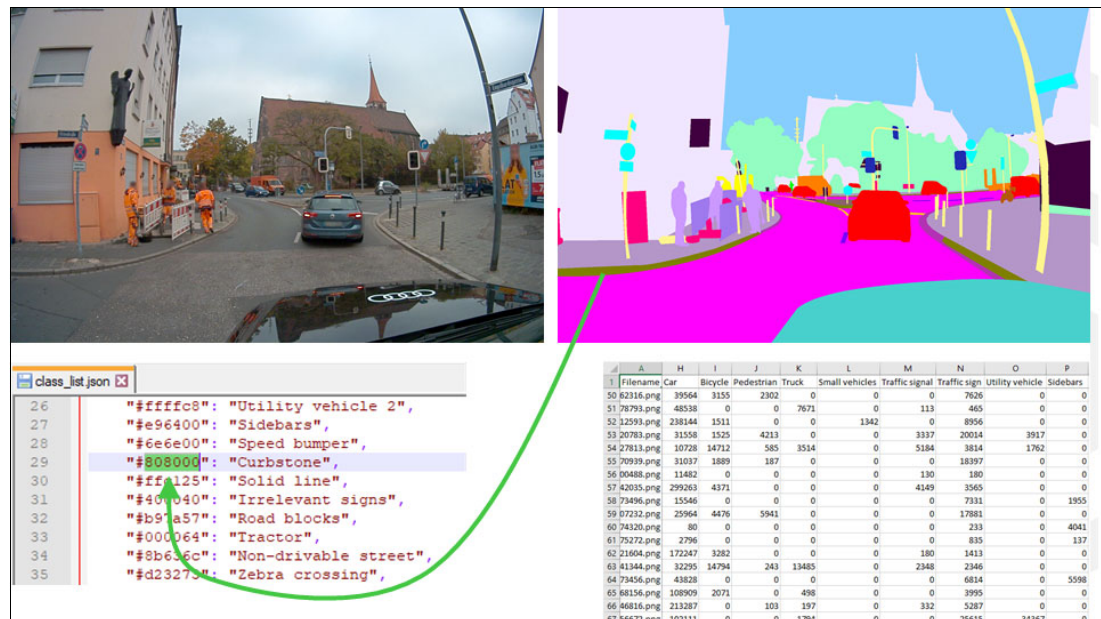 class_list.json
26 "#ffffc8": "Utility vehicle 2",
27 "#e96400": "Sidebars",
28 "#6e6e00": "Speed bumper",
29 "#808000": "Curbstone",
30 "#ffc125": "Solid line",
31 "#400040": "Irrelevant signs",
32 "#b97a57": "Road blocks",
33 "#000064": "Tractor",
34 "#8b636c": "Non-drivable street",
35 "#d23273": "Zebra crossing",
A H I J K L M N O P
1 Filename Car Bicycle Pedestrian Truck Small vehicles Traffic signal Traffic sign Utility vehicle Sidebars
50 62316.png 39564 3155 2302 0 0 0 7626 0 0
51 78793.png 48538 0 0 7671 0 113 465 0 0
52 12593.png 238144 1511 0 0 1342 0 8956 0 0
53 20783.png 31558 1525 4213 0 0 3337 20014 3917 0
54 27813.png 10728 14712 585 3514 0 5184 3814 1762 0
55 70939.png 31037 1889 187 0 0 0 18397 0 0
56 00488.png 11482 0 0 0 0 130 180 0 0
57 42035.png 299263 4371 0 0 0 4149 3565 0 0
58 73496.png 15546 0 0 0 0 0 7331 0 1955
59 07232.png 25964 4476 5941 0 0 0 17881 0 0
60 74320.png 80 0 0 0 0 0 233 0 4041
61 75272.png 2796 0 0 0 0 0 835 0 137
62 21604.png 172247 3282 0 0 0 180 1413 0 0
63 41344.png 32295 14794 243 13485 0 2348 2346 0 0
64 73456.png 43828 0 0 0 0 0 6814 0 5598
65 68156.png 108909 2071 0 498 0 0 3995 0 0
66 46816.png 213287 0 103 197 0 332 5287 0 0